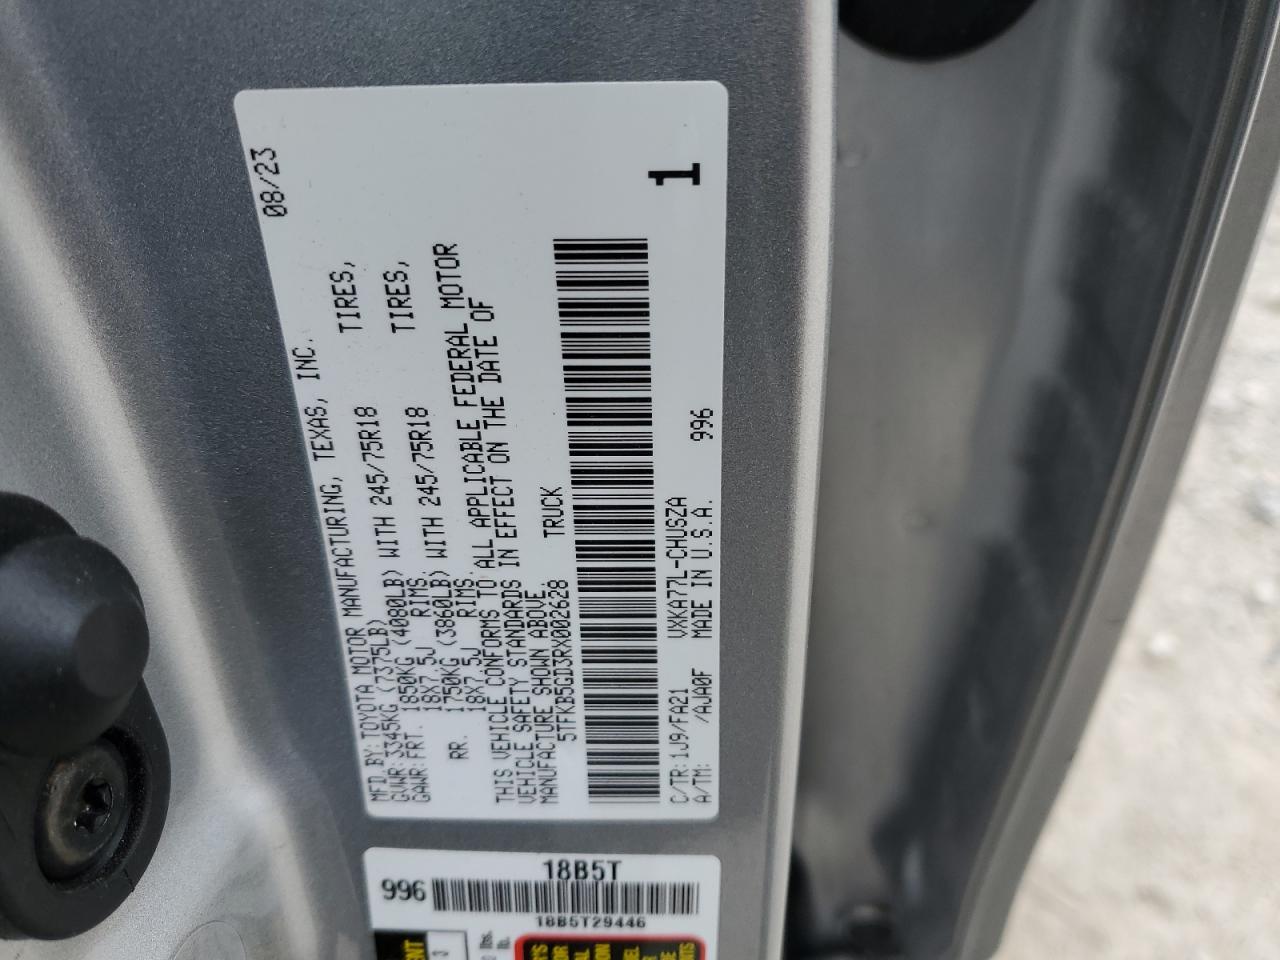 08/23
MFD.BY:TOYOTA MOTOR MANUFACTURING, TEXAS, INC.
GVWR:3345KG (7375LB)
GAWR:FRT. 1850KG (4080LB) WITH 245/75R18 TIRES,
18X7.5J RIMS.
RR. 1750KG (3860LB) WITH 245/75R18 TIRES,
18X7.5J RIMS.
THIS VEHICLE CONFORMS TO ALL APPLICABLE FEDERAL MOTOR
VEHICLE SAFETY STANDARDS IN EFFECT ON THE DATE OF
MANUFACTURE SHOWN ABOVE.
5TFKB5GD3RX002628 TRUCK
1
C/TR:1J9/FA21 VXKA77L-CHUSZA 996
A/TM: /AJA0F MADE IN U.S.A.
18B5T
996
18B5T29446